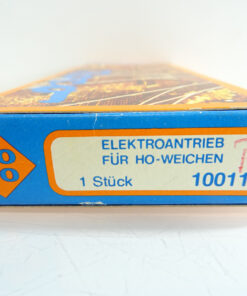 ELEKTROANTRIEB
FÜR HO-WEICHEN
1 Stück 10011